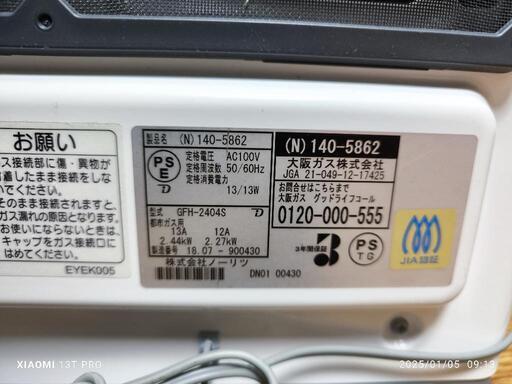 お願い
ス接続部に傷・異物が
付着したまま接続しないで
そのまま接続されますと
ガス漏れの原因となります。
使用にならないときは、
キャップをガス接続口に
はめてください。
EYEK005
製品名 (N) 140-5862
PS
E
定格電圧 AC100V
定格周波数 50/60Hz
定格消費電力
13/13W
型式 GFH-2404S
都市ガス用
13A 12A
2.44kW 2.27kW
製造番号 18.07 - 900430
株式会社ノーリツ
(N) 140-5862
大阪ガス株式会社
JGA 21-049-12-17425
お問合せはこちらまで
大阪ガス グッドライフコール
0120-000-555
3年間保証
PS
TG
JIA認証
DN01 00430
XIAOMI 13T PRO
2025/01/05 09:13